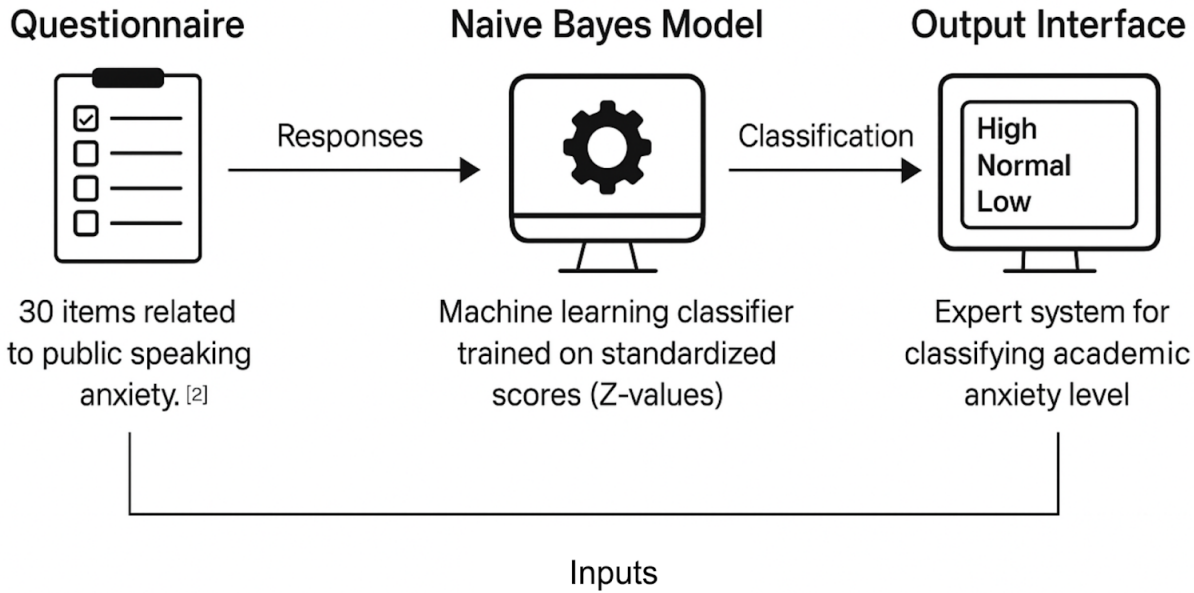 Questionnaire
Naive Bayes Model
Output Interface
Responses
Classification
High
Normal
Low
30 items related
to public speaking
anxiety. [2]
Machine learning classifier
trained on standardized
scores (Z-values)
Expert system for
classifying academic
anxiety level
Inputs